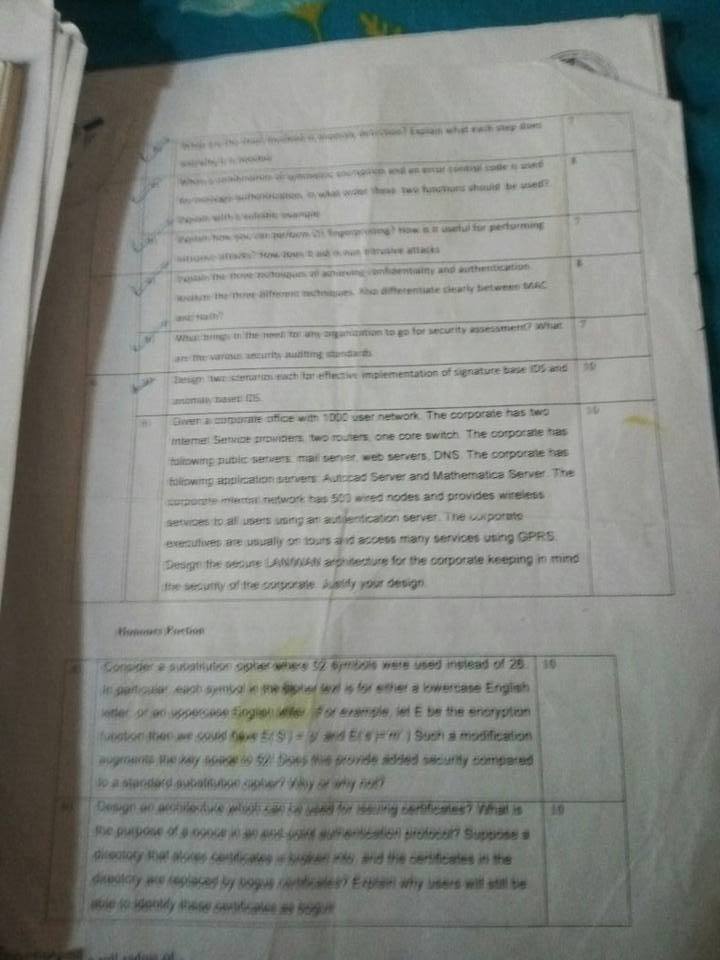 What are the steps involved in anomaly detection? Explain what each step does
7
When a combination of symmetric encryption and an error control code is used
8
for message authentication, in what order these two functions should be used?
Explain with a suitable example
Explain how you can perform OS fingerprinting? How is it useful for performing
7
intrusive attacks? How does it aid in non intrusive attacks
Explain the three techniques of achieving confidentiality and authentication
8
Analyze the three different techniques. Also differentiate clearly between MAC
and Hash?
What brings in the need for any organization to go for security assessment? What
7
are the various security auditing standards
Design two scenarios each for effective implementation of signature base IDS and
10
anomaly based IDS.
Given a corporate office with 1000 user network. The corporate has two
10
Internet Service providers, two routers, one core switch. The corporate has
following public servers: mail server, web servers, DNS. The corporate has
following application servers: Autocad Server and Mathematica Server. The
corporate internal network has 500 wired nodes and provides wireless
services to all users using an authentication server. The corporate
executives are usually on tours and access many services using GPRS.
Design the secure LAN/WAN architecture for the corporate keeping in mind
the security of the corporate. Justify your design.
Honours Portion
Consider a substitution cipher where 52 symbols were used instead of 26.
10
In particular, each symbol in the cipher text is for either a lowercase English
letter, or an uppercase English letter. For example, let E be the encryption
function then we could have E('S') = 's' and E('s')='m'.) Such a modification
augments the key space to 52! Does this provide added security compared
to a standard substitution cipher? Why or why not?
Design an architecture which can be used for issuing certificates? What is
10
the purpose of a nonce in an end-point authentication protocol? Suppose a
directory that stores certificates is broken into, and the certificates in the
directory are replaced by bogus certificates? Explain why users will still be
able to identify these certificates as bogus